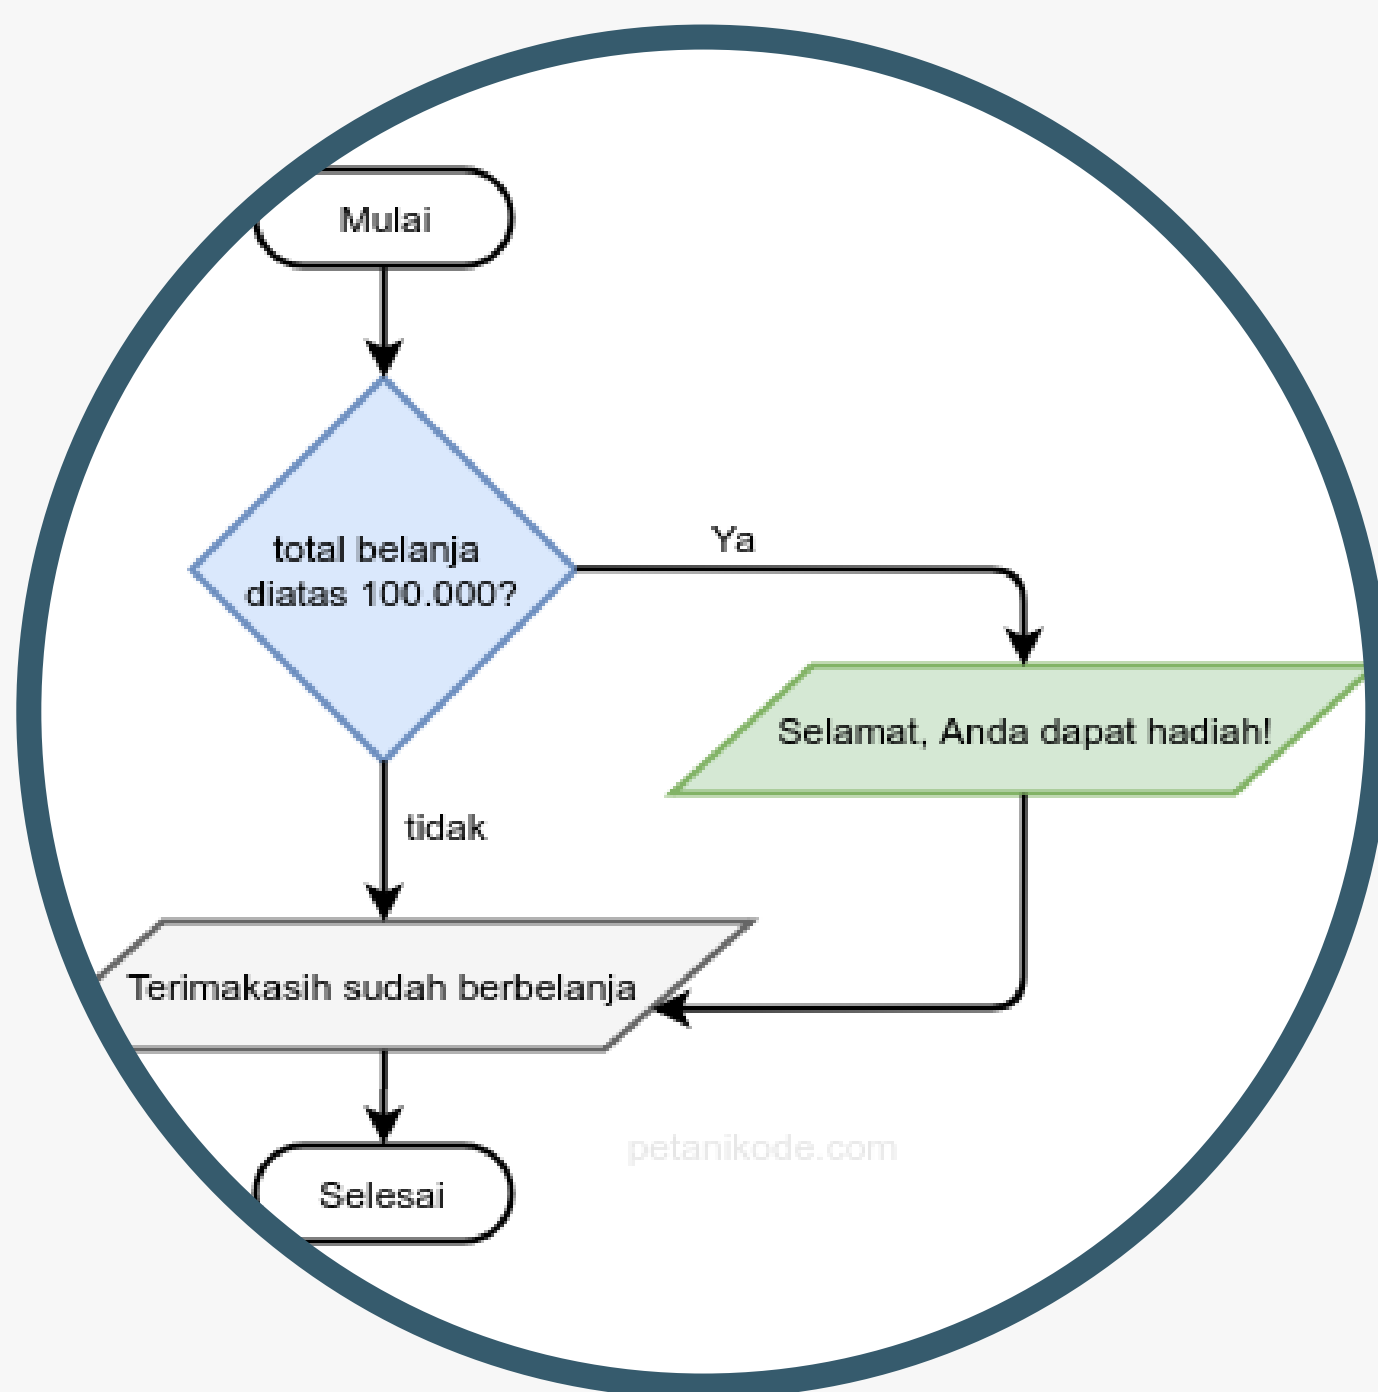 Mulai
total belanja
diatas 100.000?
Ya
Selamat, Anda dapat hadiah!
tidak
Terimakasih sudah berbelanja
petanikode.com
Selesai